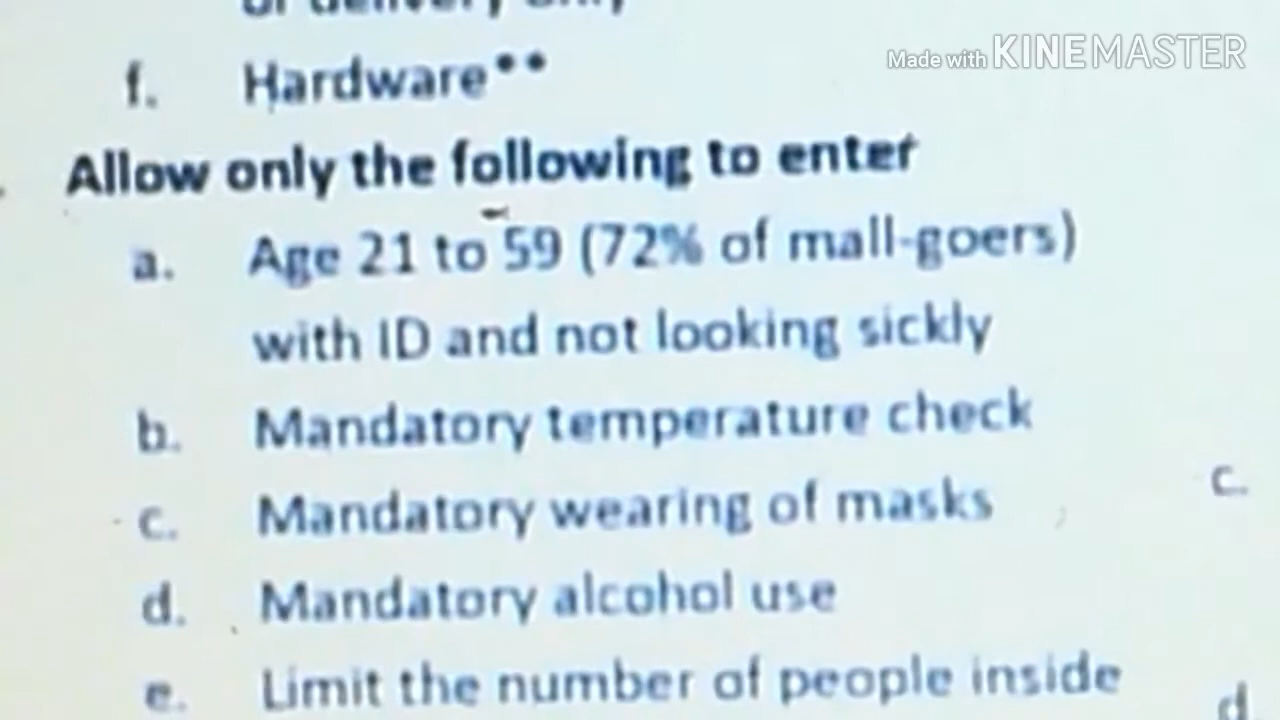 Made with KINEMASTER
f. Hardware**
Allow only the following to enter
a. Age 21 to 59 (72% of mall-goers)
with ID and not looking sickly
b. Mandatory temperature check
c. Mandatory wearing of masks
c.
d. Mandatory alcohol use
e. Limit the number of people inside
d.